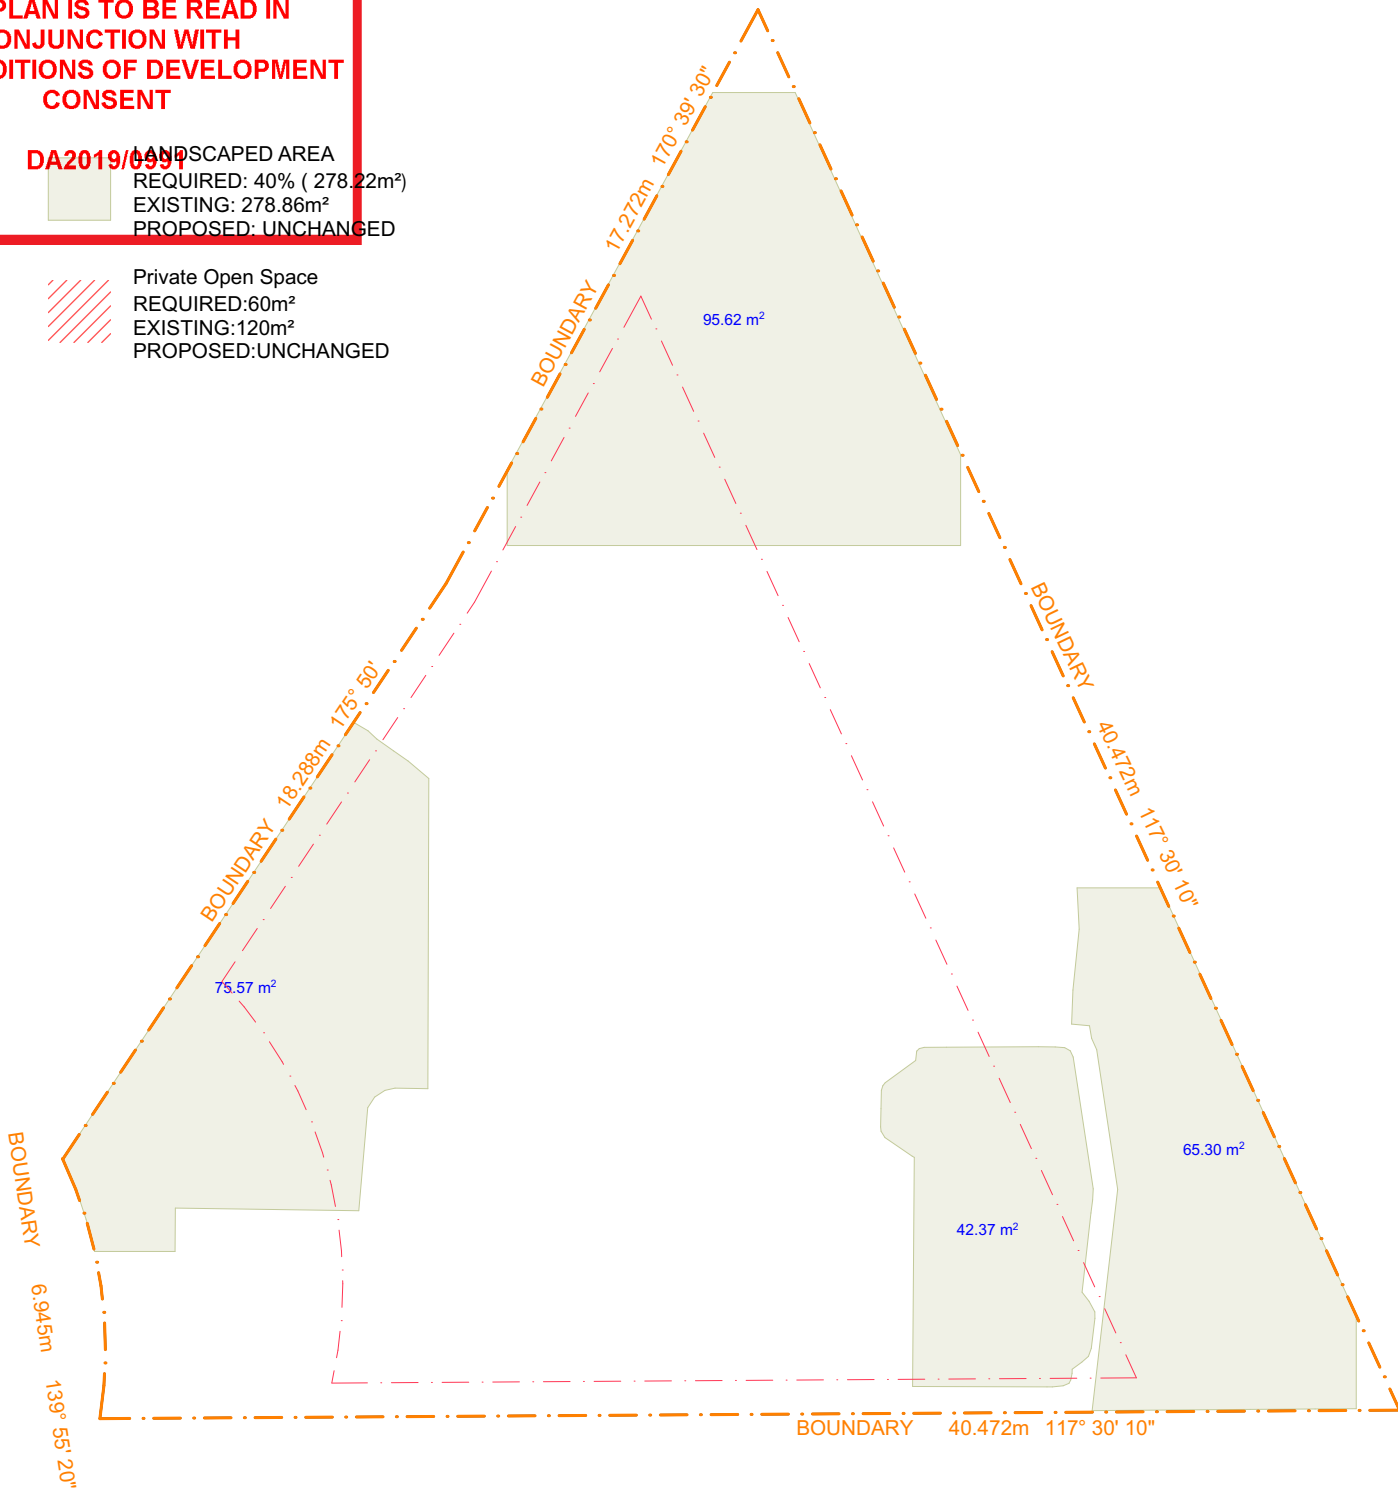 PLAN IS TO BE READ IN
ONJUNCTION WITH
DITIONS OF DEVELOPMENT
CONSENT
DA2019/0991
LANDSCAPED AREA
REQUIRED: 40% ( 278.22m²)
EXISTING: 278.86m²
PROPOSED: UNCHANGED
Private Open Space
REQUIRED:60m²
EXISTING:120m²
PROPOSED:UNCHANGED
BOUNDARY 17.272m 170° 39' 30"
95.62 m²
BOUNDARY 40.472m 117° 30' 10"
BOUNDARY 18.288m 175° 50'
75.57 m²
65.30 m²
42.37 m²
BOUNDARY 6.945m 139° 55' 20"
BOUNDARY 40.472m 117° 30' 10"